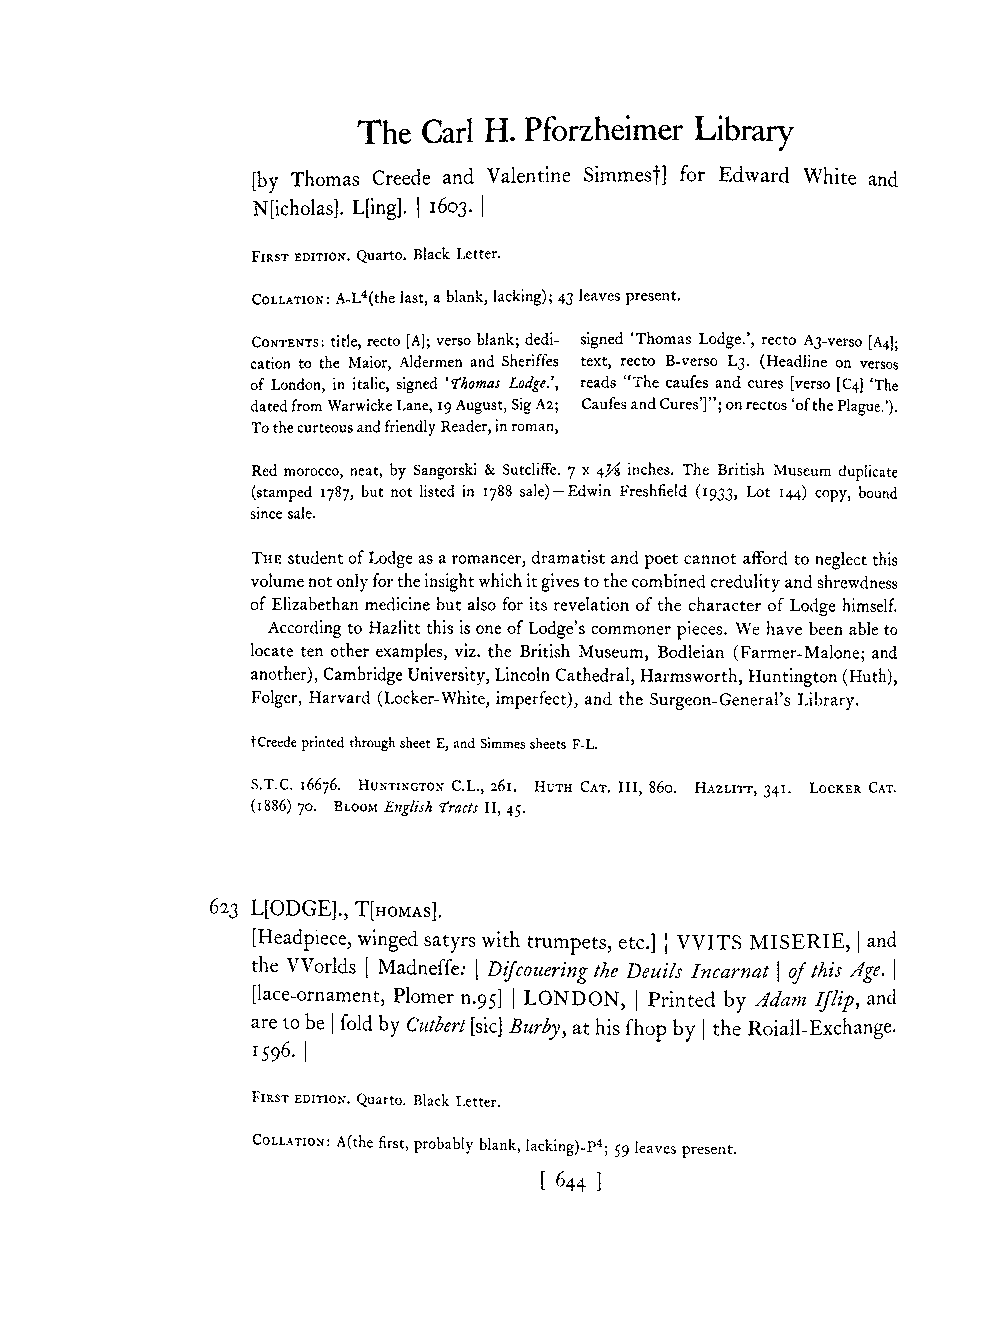 The Carl H. Pforzheimer Library
[by Thomas Creede and Valentine Simmes†] for Edward White and
N[icholas]. L[ing]. | 1603. |
FIRST EDITION. Quarto. Black Letter.
COLLATION: A-L⁴(the last, a blank, lacking); 43 leaves present.
CONTENTS: title, recto [A]; verso blank; dedi-
cation to the Maior, Aldermen and Sheriffes
of London, in italic, signed 'Thomas Lodge.',
dated from Warwicke Lane, 19 August, Sig A2;
To the curteous and friendly Reader, in roman,
signed 'Thomas Lodge.', recto A3-verso [A4];
text, recto B-verso L3. (Headline on versos
reads "The caufes and cures [verso [C4] 'The
Caufes and Cures']"; on rectos 'of the Plague.').
Red morocco, neat, by Sangorski & Sutcliffe. 7 x 4⅞ inches. The British Museum duplicate
(stamped 1787, but not listed in 1788 sale)—Edwin Freshfield (1933, Lot 144) copy, bound
since sale.
THE student of Lodge as a romancer, dramatist and poet cannot afford to neglect this
volume not only for the insight which it gives to the combined credulity and shrewdness
of Elizabethan medicine but also for its revelation of the character of Lodge himself.
According to Hazlitt this is one of Lodge's commoner pieces. We have been able to
locate ten other examples, viz. the British Museum, Bodleian (Farmer-Malone; and
another), Cambridge University, Lincoln Cathedral, Harmsworth, Huntington (Huth),
Folger, Harvard (Locker-White, imperfect), and the Surgeon-General's Library.
†Creede printed through sheet E, and Simmes sheets F-L.
S.T.C. 16676. HUNTINGTON C.L., 261. HUTH CAT. III, 860. HAZLITT, 341. LOCKER CAT.
(1886) 70. BLOOM English Tracts II, 45.
623 L[ODGE]., T[HOMAS].
[Headpiece, winged satyrs with trumpets, etc.] | VVITS MISERIE, | and
the VVorlds | Madneſſe: | Diſcouering the Deuils Incarnat | of this Age. |
[lace-ornament, Plomer n.95] | LONDON, | Printed by Adam Iſlip, and
are to be | ſold by Cutbert [sic] Burby, at his ſhop by | the Roiall-Exchange.
1596. |
FIRST EDITION. Quarto. Black Letter.
COLLATION: A(the first, probably blank, lacking)-P⁴; 59 leaves present.
[ 644 ]